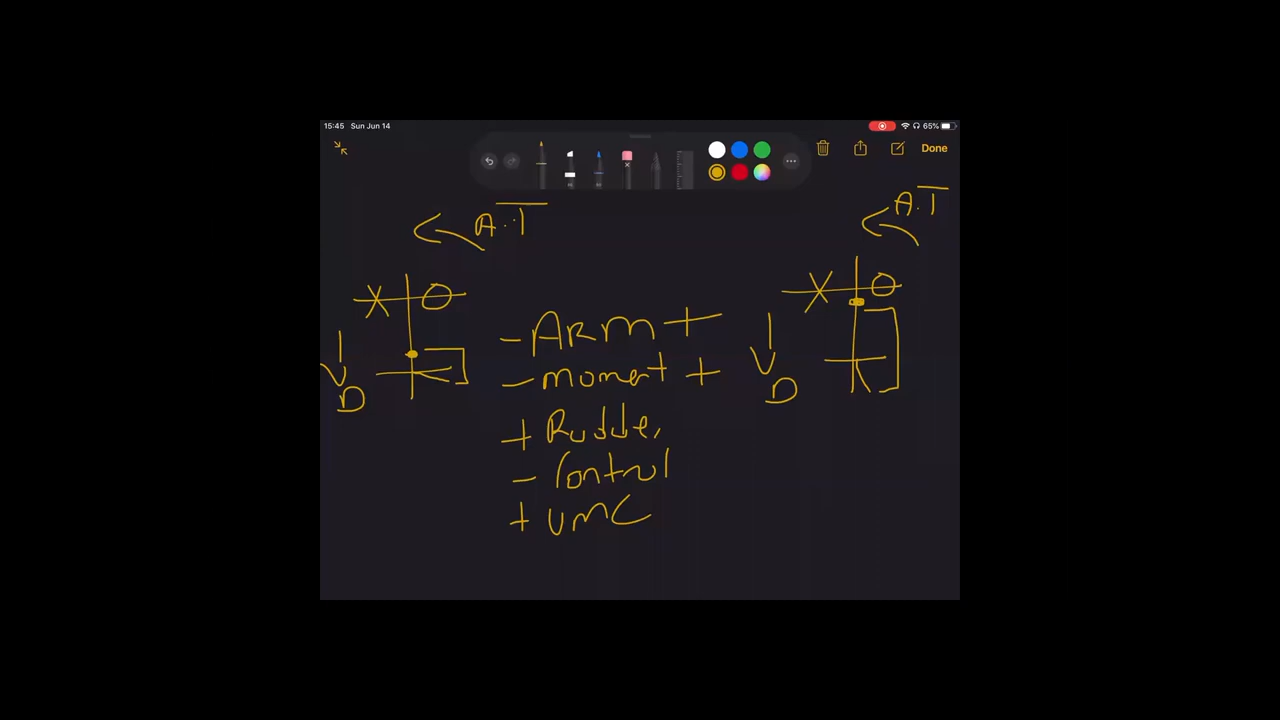 15:45 Sun Jun 14 65%
Done
A.T
A.T
X O
X O
- ARM +
- moment +
D
D
+ Rudder
- Control
+ VMC